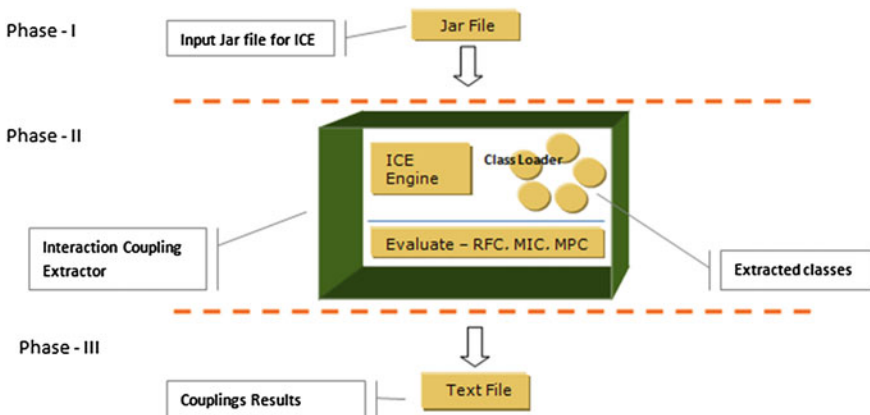 Phase - I
Input Jar file for ICE
Jar File
Phase - II
ICE
Engine
Class Loader
Evaluate – RFC. MIC. MPC
Interaction Coupling
Extractor
Extracted classes
Phase - III
Couplings Results
Text File